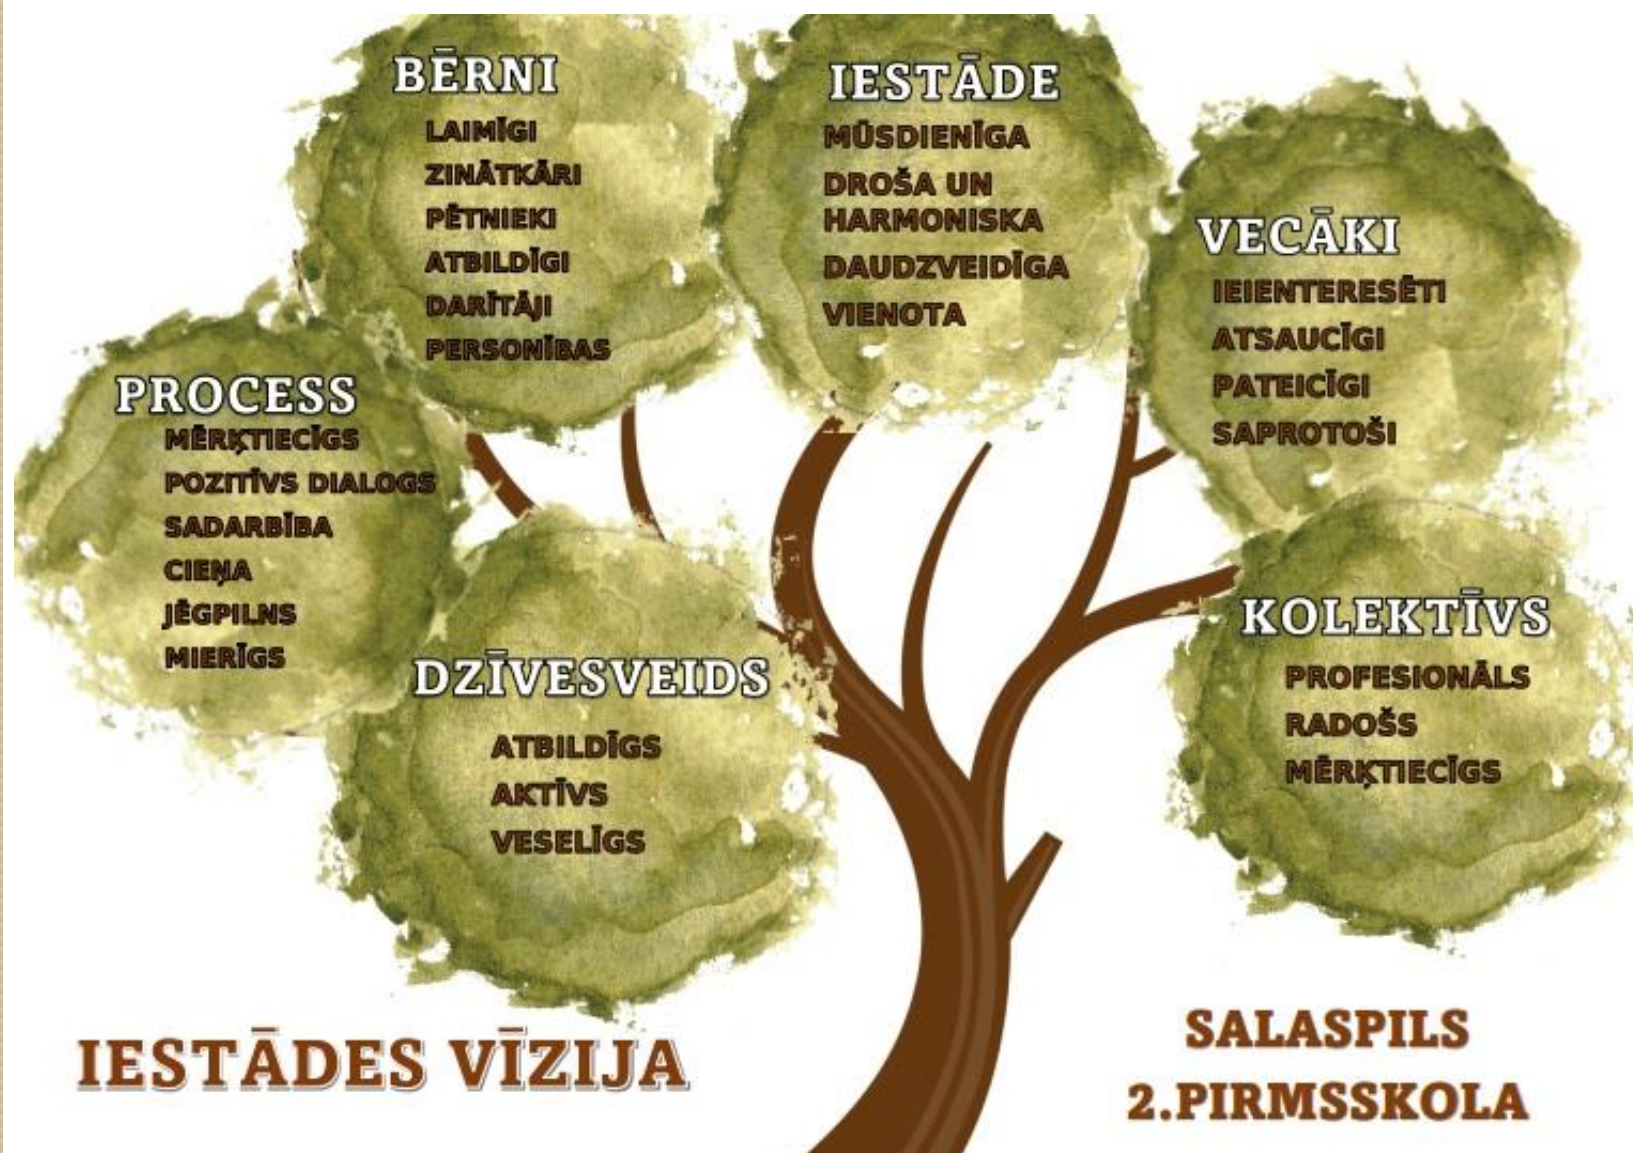 BĒRNI
LAIMĪGI
ZINĀTKĀRI
PĒTNIEKI
ATBILDĪGI
DARĪTĀJI
PERSONĪBAS
IESTĀDE
MŪSDIENĪGA
DROŠA UN
HARMONISKA
DAUDZVEIDĪGA
VIENOTA
VECĀKI
IEIENTERESĒTI
ATSAUCĪGI
PATEICĪGI
SAPROTOŠI
PROCESS
MĒRĶTIECĪGS
POZITĪVS DIALOGS
SADARBĪBA
CIEŅA
JĒGPILNS
MIERĪGS
DZĪVESVEIDS
ATBILDĪGS
AKTĪVS
VESELĪGS
KOLEKTĪVS
PROFESIONĀLS
RADOŠS
MĒRĶTIECĪGS
IESTĀDES VĪZIJA
SALASPILS
2.PIRMSSKOLA